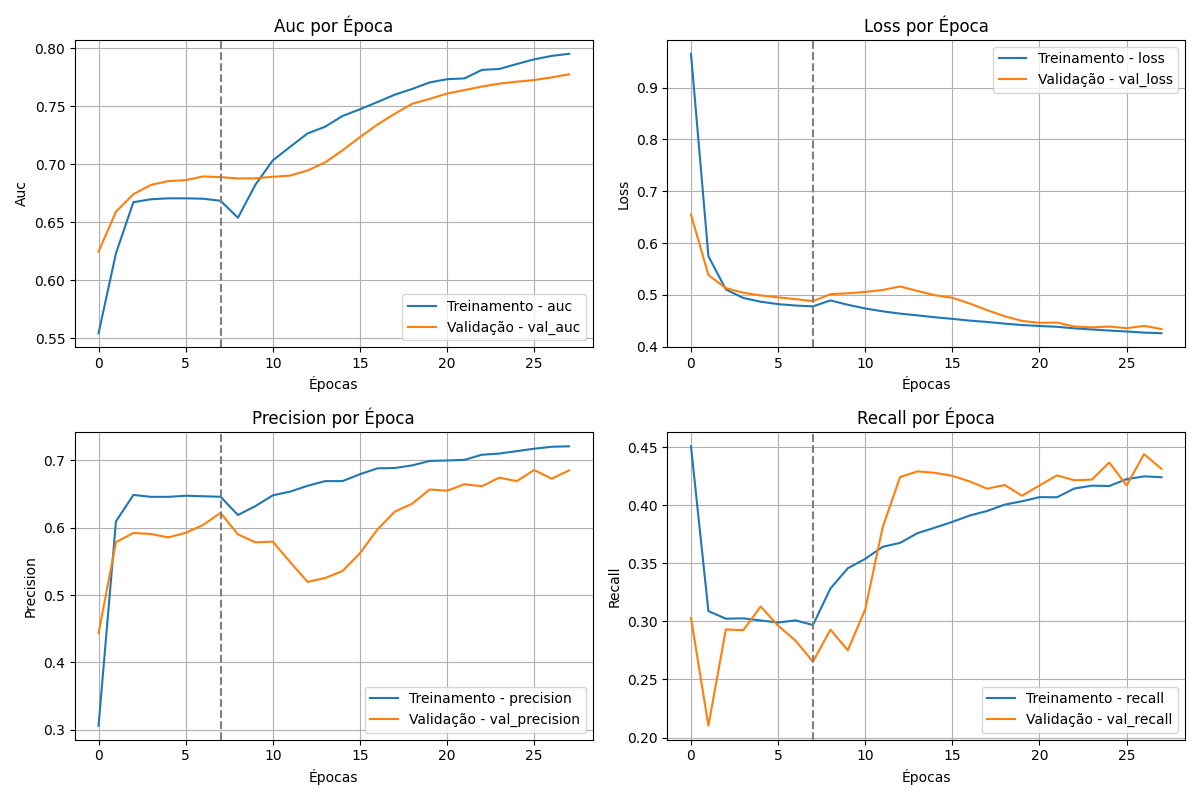 Auc por Época
0.80
0.75
0.70
0.65
0.60
0.55
Auc
0 5 10 15 20 25
Épocas
Treinamento - auc
Validação - val_auc
Loss por Época
0.9
0.8
0.7
0.6
0.5
0.4
Loss
0 5 10 15 20 25
Épocas
Treinamento - loss
Validação - val_loss
Precision por Época
0.7
0.6
0.5
0.4
0.3
Precision
0 5 10 15 20 25
Épocas
Treinamento - precision
Validação - val_precision
Recall por Época
0.45
0.40
0.35
0.30
0.25
0.20
Recall
0 5 10 15 20 25
Épocas
Treinamento - recall
Validação - val_recall